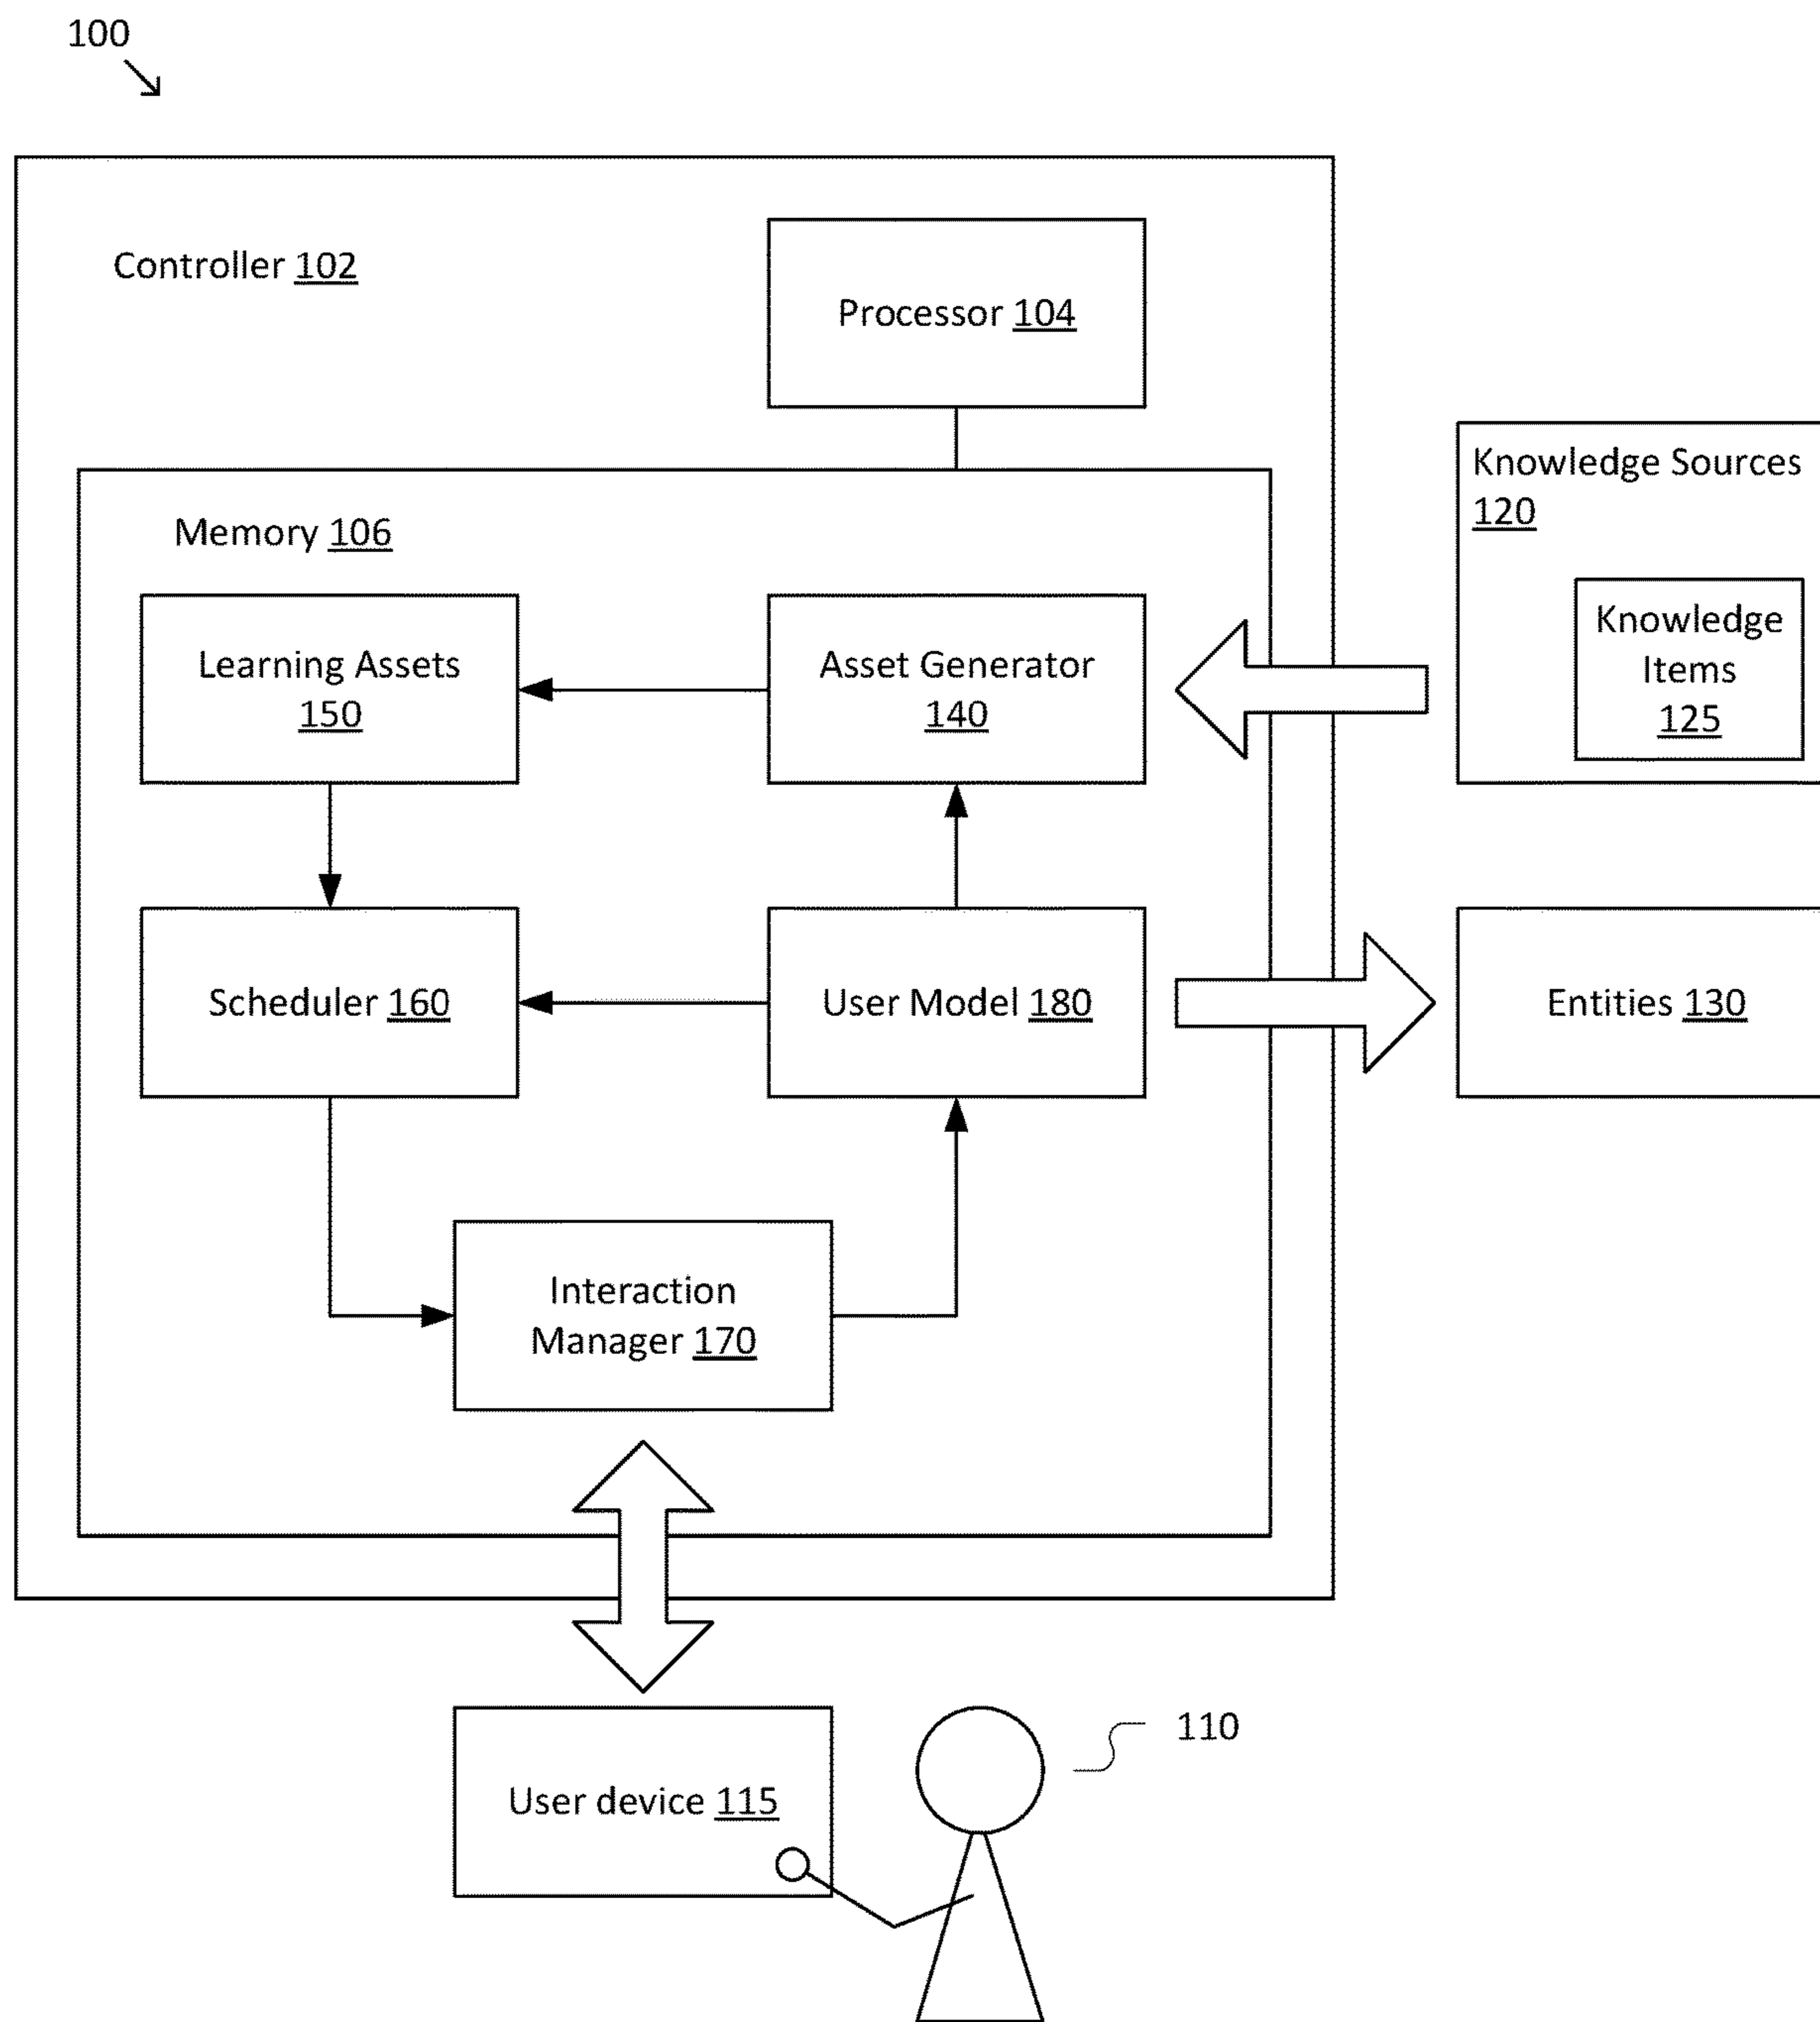 100
Controller 102
Processor 104
Knowledge Sources
120
Memory 106
Knowledge
Items
125
Learning Assets
150
Asset Generator
140
Scheduler 160
User Model 180
Entities 130
Interaction
Manager 170
110
User device 115